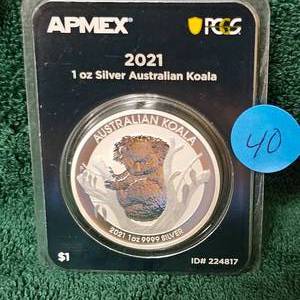 APMEX® PCGS
2021
1 oz Silver Australian Koala
40
AUSTRALIAN KOALA
2021 1oz 9999 SILVER
$1 ID# 224817